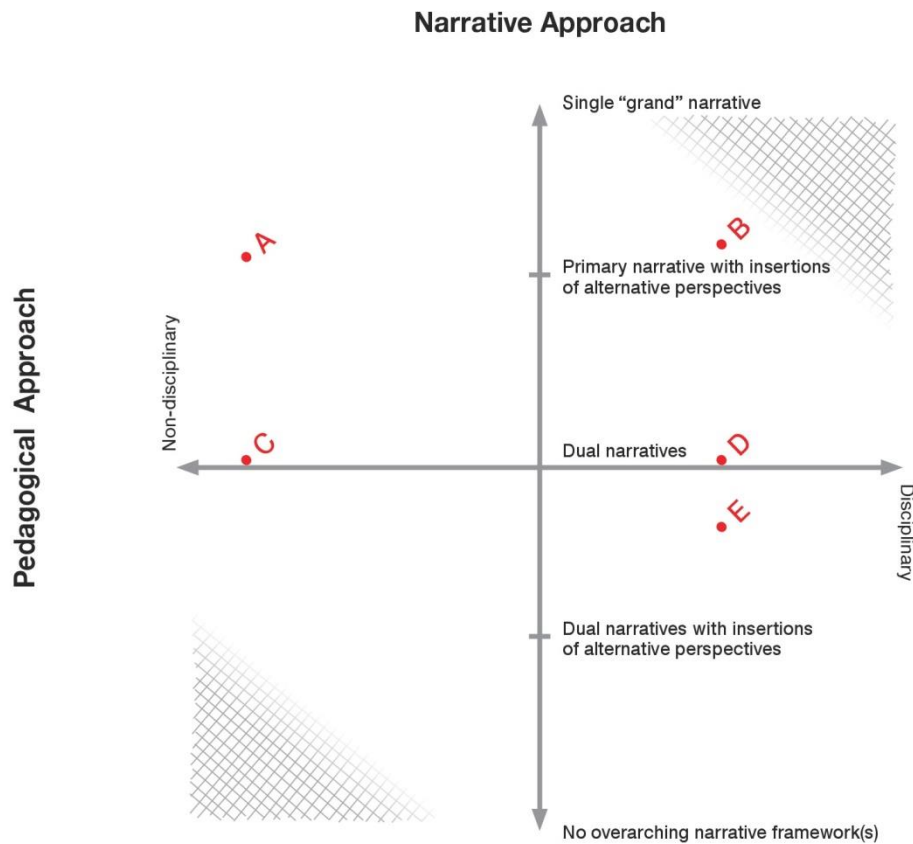 Narrative Approach
Single “grand” narrative
A
B
Primary narrative with insertions
of alternative perspectives
Pedagogical Approach
Non-disciplinary
C
Dual narratives
D
Disciplinary
E
Dual narratives with insertions
of alternative perspectives
No overarching narrative framework(s)